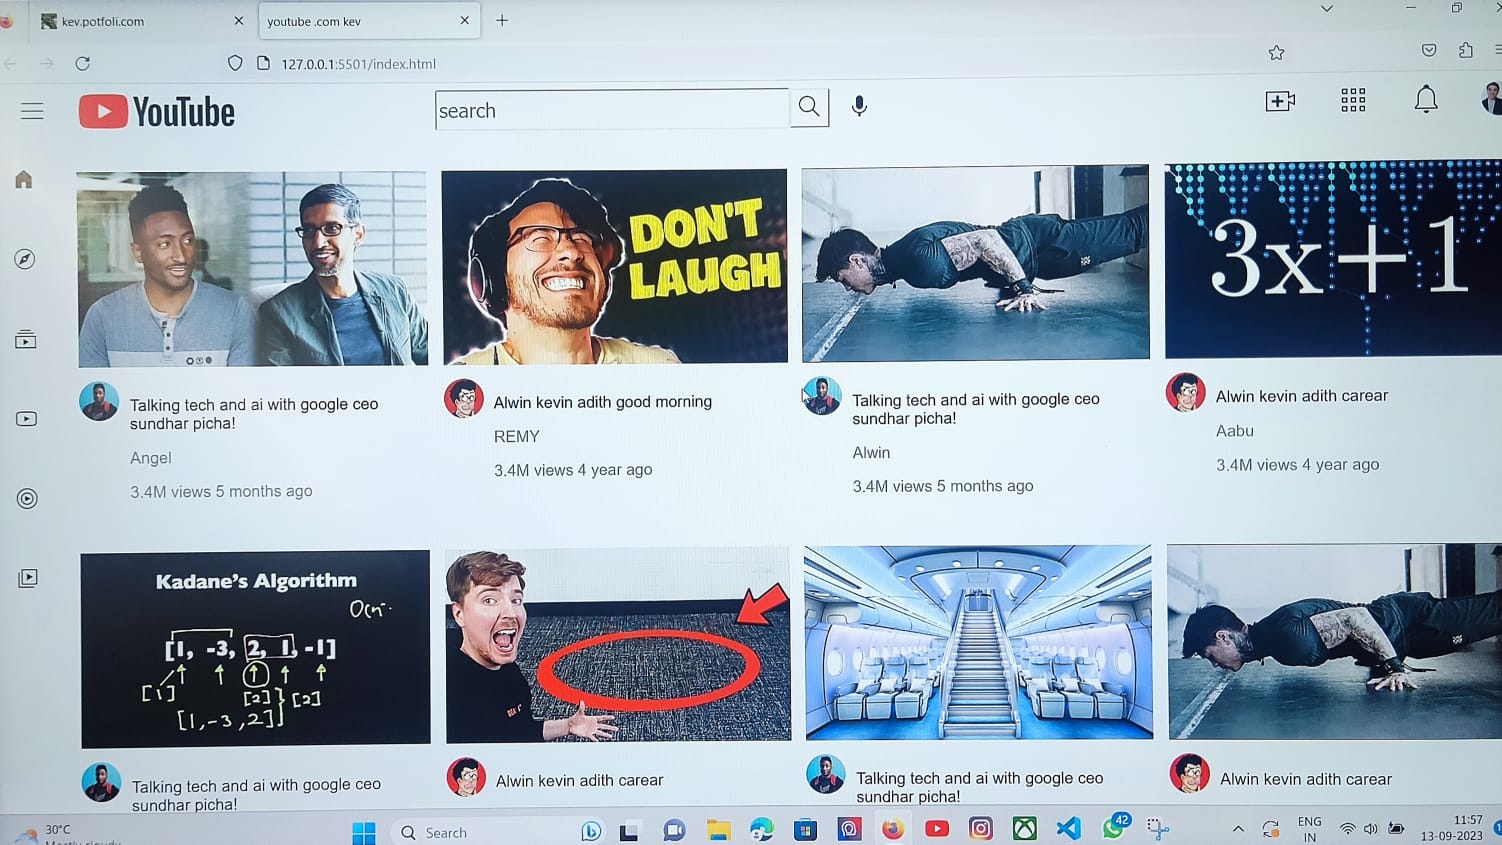 kev.potfoli.com
youtube .com kev
127.0.0.1:5501/index.html
YouTube
search
DON'T
LAUGH
3x+1
Talking tech and ai with google ceo
sundhar picha!
Angel
3.4M views 5 months ago
Alwin kevin adith good morning
REMY
3.4M views 4 year ago
Talking tech and ai with google ceo
sundhar picha!
Alwin
3.4M views 5 months ago
Alwin kevin adith carear
Aabu
3.4M views 4 year ago
Kadane's Algorithm
[1, -3, 2, 1, -1]
[1]
[2]
[2]
[1,-3,2]
Talking tech and ai with google ceo
sundhar picha!
Alwin kevin adith carear
Talking tech and ai with google ceo
sundhar picha!
Alwin kevin adith carear
30°C
Mostly cloudy
Search
42
ENG
IN
11:57
13-09-2023